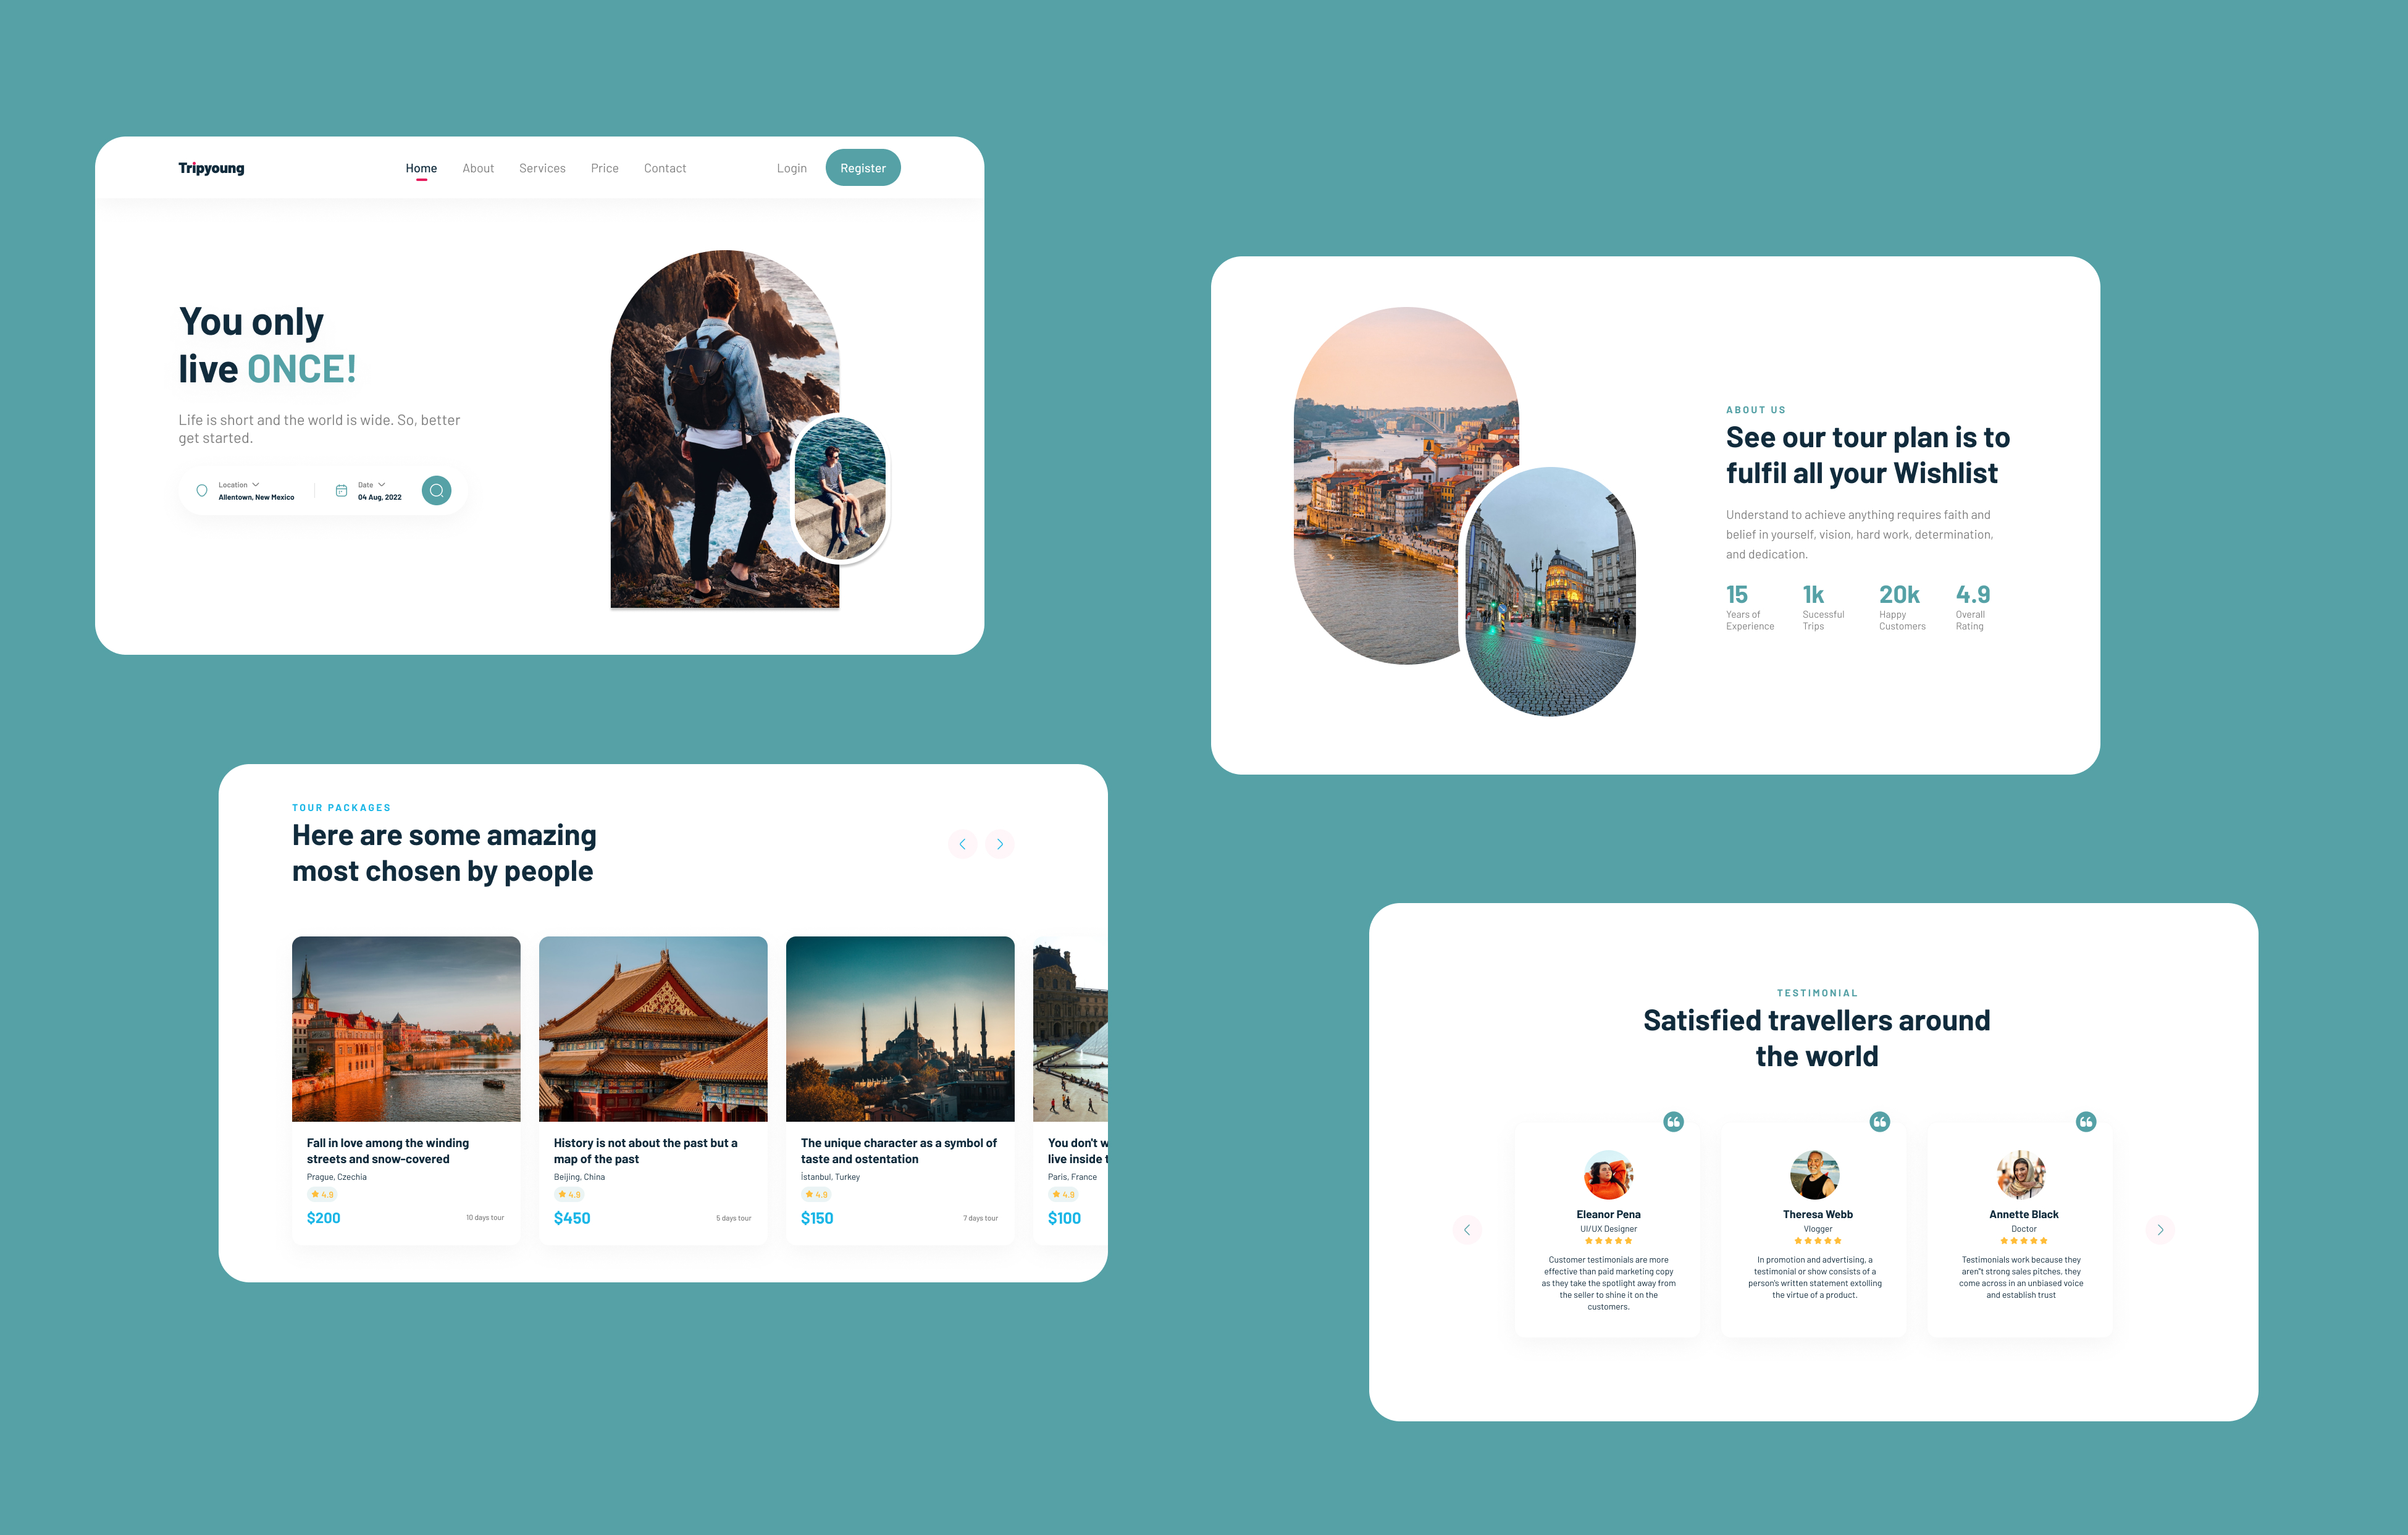 Tripyoung
Home
About
Services
Price
Contact
Login
Register
You only
live ONCE!
Life is short and the world is wide. So, better
get started.
Location
Allentown, New Mexico
Date
04 Aug, 2022
ABOUT US
See our tour plan is to
fulfil all your Wishlist
Understand to achieve anything requires faith and
belief in yourself, vision, hard work, determination,
and dedication.
15
Years of
Experience
1k
Sucessful
Trips
20k
Happy
Customers
4.9
Overall
Rating
TOUR PACKAGES
Here are some amazing
most chosen by people
Fall in love among the winding
streets and snow-covered
Prague, Czechia
4.9
$200
10 days tour
History is not about the past but a
map of the past
Beijing, China
4.9
$450
5 days tour
The unique character as a symbol of
taste and ostentation
İstanbul, Turkey
4.9
$150
7 days tour
You don't w
live inside t
Paris, France
4.9
$100
TESTIMONIAL
Satisfied travellers around
the world
Eleanor Pena
UI/UX Designer
Customer testimonials are more
effective than paid marketing copy
as they take the spotlight away from
the seller to shine it on the
customers.
Theresa Webb
Vlogger
In promotion and advertising, a
testimonial or show consists of a
person's written statement extolling
the virtue of a product.
Annette Black
Doctor
Testimonials work because they
aren"t strong sales pitches, they
come across in an unbiased voice
and establish trust